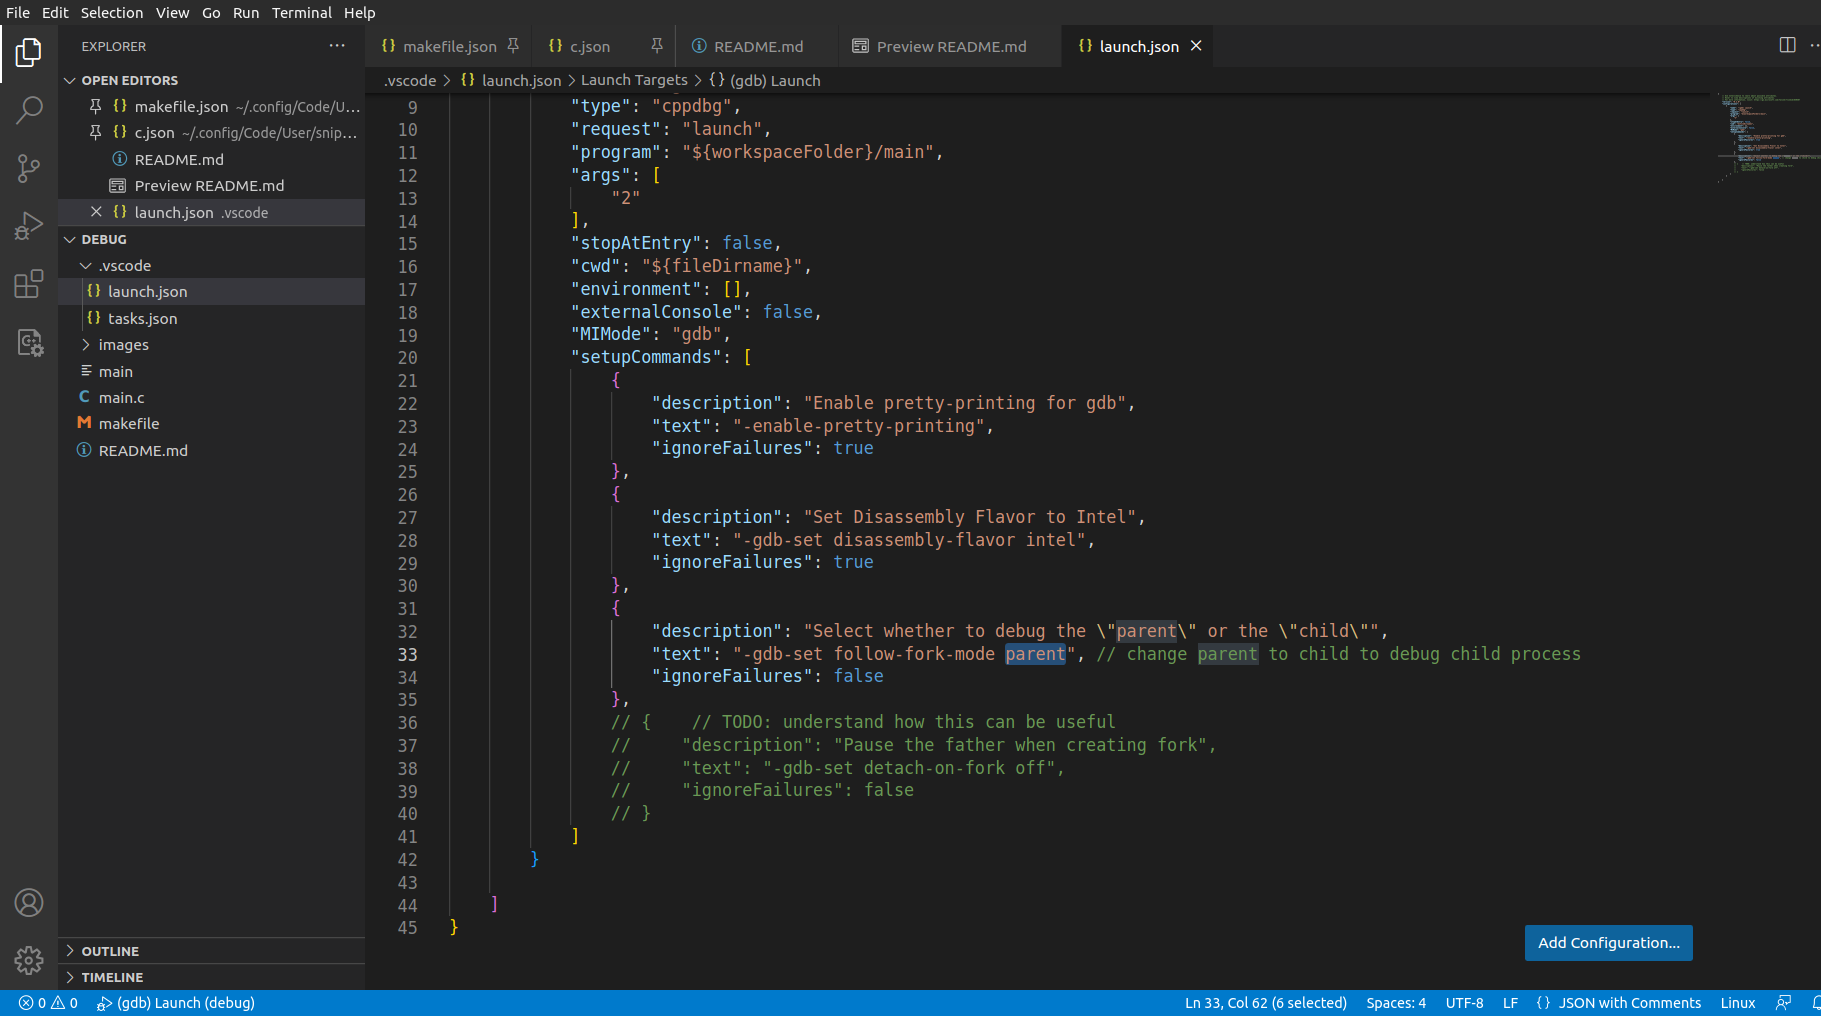 File Edit Selection View Go Run Terminal Help
EXPLORER
OPEN EDITORS
makefile.json ~/.config/Code/U...
c.json ~/.config/Code/User/snip...
README.md
Preview README.md
launch.json .vscode
DEBUG
.vscode
launch.json
tasks.json
images
main
main.c
makefile
README.md
OUTLINE
TIMELINE
makefile.json c.json README.md Preview README.md launch.json
.vscode > launch.json > Launch Targets > {} (gdb) Launch
9 "type": "cppdbg",
10 "request": "launch",
11 "program": "${workspaceFolder}/main",
12 "args": [
13 "2"
14 ],
15 "stopAtEntry": false,
16 "cwd": "${fileDirname}",
17 "environment": [],
18 "externalConsole": false,
19 "MIMode": "gdb",
20 "setupCommands": [
21 {
22 "description": "Enable pretty-printing for gdb",
23 "text": "-enable-pretty-printing",
24 "ignoreFailures": true
25 },
26 {
27 "description": "Set Disassembly Flavor to Intel",
28 "text": "-gdb-set disassembly-flavor intel",
29 "ignoreFailures": true
30 },
31 {
32 "description": "Select whether to debug the \"parent\" or the \"child\"",
33 "text": "-gdb-set follow-fork-mode parent", // change parent to child to debug child process
34 "ignoreFailures": false
35 },
36 // { // TODO: understand how this can be useful
37 // "description": "Pause the father when creating fork",
38 // "text": "-gdb-set detach-on-fork off",
39 // "ignoreFailures": false
40 // }
41 ]
42 }
43
44 ]
45 }
Add Configuration...
0 0 (gdb) Launch (debug) Ln 33, Col 62 (6 selected) Spaces: 4 UTF-8 LF {} JSON with Comments Linux